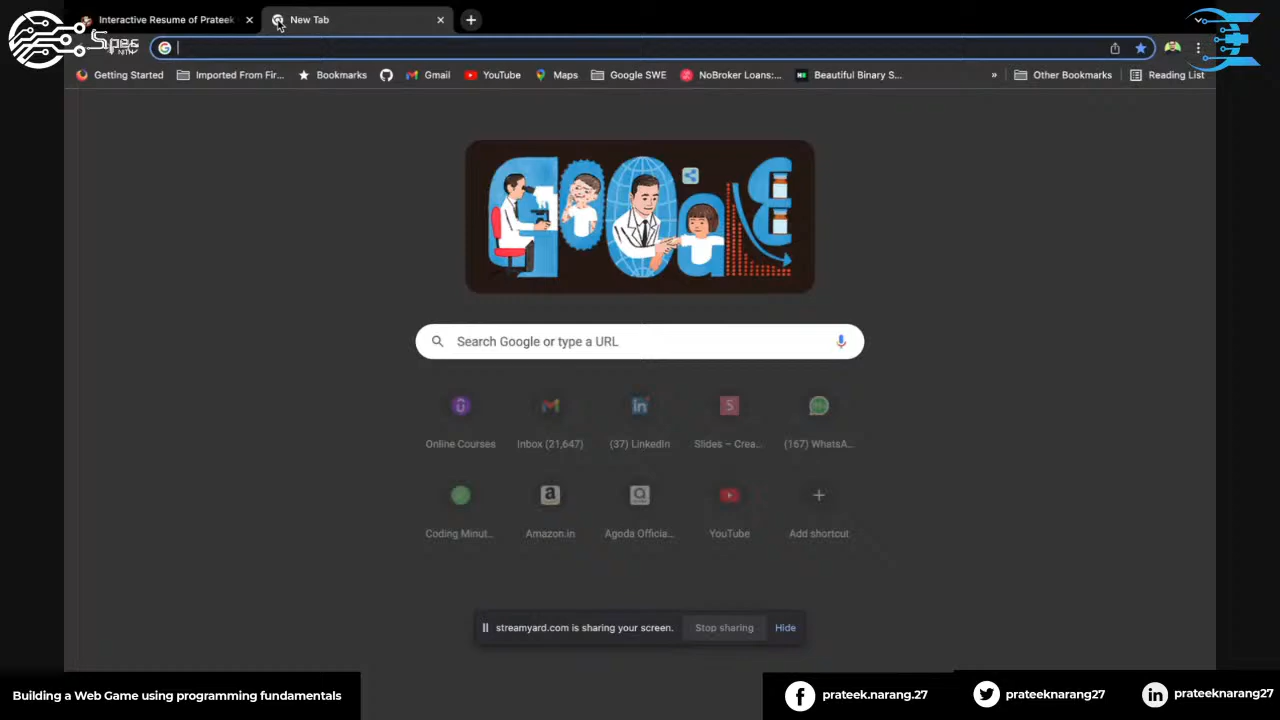 Interactive Resume of Prateek
New Tab
Spes
NITH
Getting Started
Imported From Fir...
Bookmarks
Gmail
YouTube
Maps
Google SWE
NoBroker Loans:...
Beautiful Binary S...
»
Other Bookmarks
Reading List
Google
Search Google or type a URL
Online Courses
Inbox (21,647)
(37) LinkedIn
Slides – Crea...
(167) WhatsA...
Coding Minut...
Amazon.in
Agoda Officia...
YouTube
Add shortcut
streamyard.com is sharing your screen.
Stop sharing
Hide
Building a Web Game using programming fundamentals
prateek.narang.27
prateeknarang27
prateeknarang27